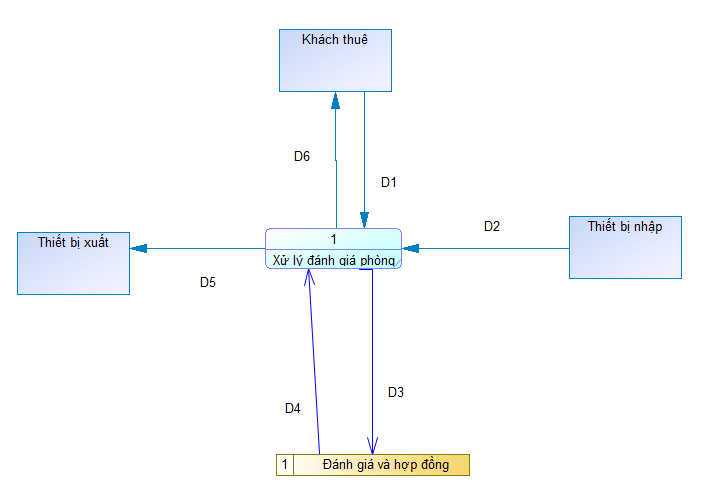 Khách thuê
D6
D1
D2
Thiết bị nhập
Thiết bị xuất
1
Xử lý đánh giá phòng
D5
D3
D4
1 Đánh giá và hợp đồng